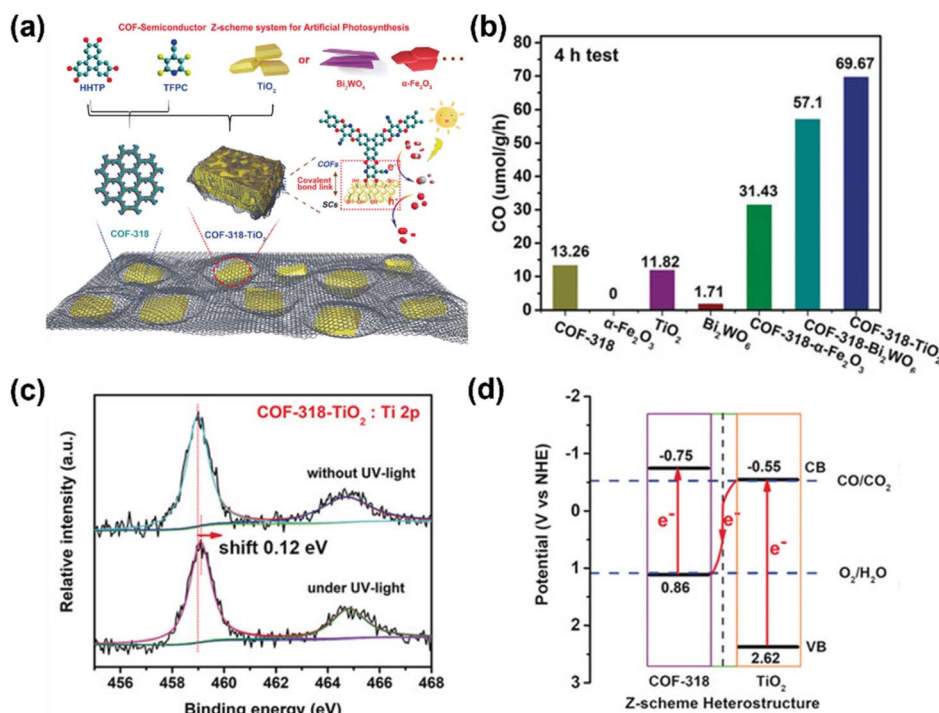 (a)
COF-Semiconductor Z-scheme system for Artificial Photosynthesis
HHTP
TFPC
TiO₂
or
Bi₂WO₆
α-Fe₂O₃
COFs
e⁻
Covalent bond link
SCs
h⁺
COF-318
COF-318-TiO₂
(b)
4 h test
CO (umol/g/h)
80
70
60
50
40
30
20
10
0
13.26
0
11.82
1.71
31.43
57.1
69.67
COF-318
α-Fe₂O₃
TiO₂
Bi₂WO₆
COF-318-α-Fe₂O₃
COF-318-Bi₂WO₆
COF-318-TiO₂
(c)
COF-318-TiO₂ : Ti 2p
Relative intensity (a.u.)
without UV-light
shift 0.12 eV
under UV-light
456 458 460 462 464 466 468
Binding energy (eV)
(d)
Potential (V vs NHE)
-2
-1
0
1
2
3
-0.75
-0.55
CB
CO/CO₂
e⁻
e⁻
e⁻
O₂/H₂O
0.86
VB
2.62
COF-318
TiO₂
Z-scheme Heterostructure